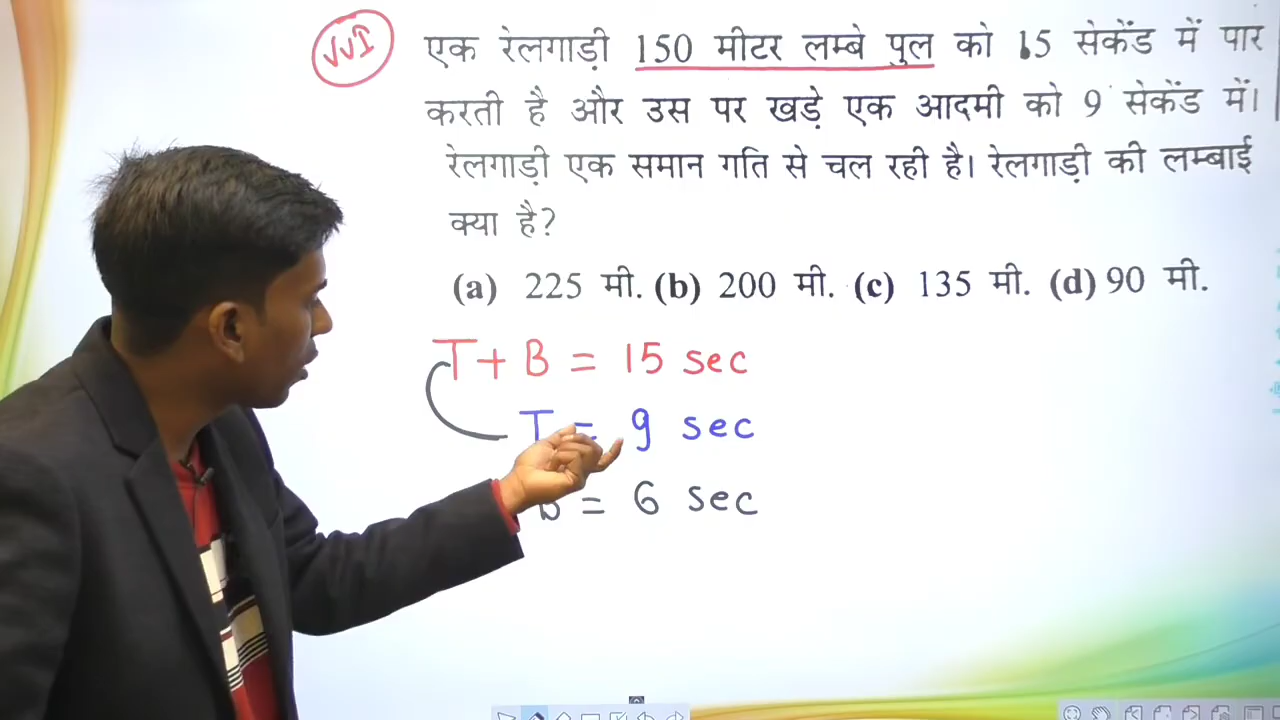 VVI
एक रेलगाड़ी 150 मीटर लम्बे पुल को 15 सेकेंड में पार
करती है और उस पर खड़े एक आदमी को 9 सेकेंड में।
रेलगाड़ी एक समान गति से चल रही है। रेलगाड़ी की लम्बाई
क्या है?
(a) 225 मी. (b) 200 मी. (c) 135 मी. (d) 90 मी.
T + B = 15 sec
T = 9 sec
B = 6 sec